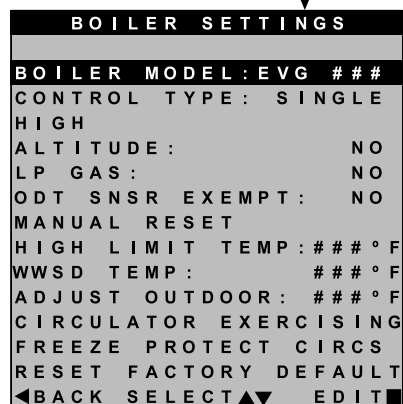 BOILER SETTINGS
BOILER MODEL:EVG ###
CONTROL TYPE: SINGLE
HIGH
ALTITUDE: NO
LP GAS: NO
ODT SNSR EXEMPT: NO
MANUAL RESET
HIGH LIMIT TEMP:###°F
WWSD TEMP: ###°F
ADJUST OUTDOOR: ###°F
CIRCULATOR EXERCISING
FREEZE PROTECT CIRCS
RESET FACTORY DEFAULT
◀BACK SELECT▲▼ EDIT■